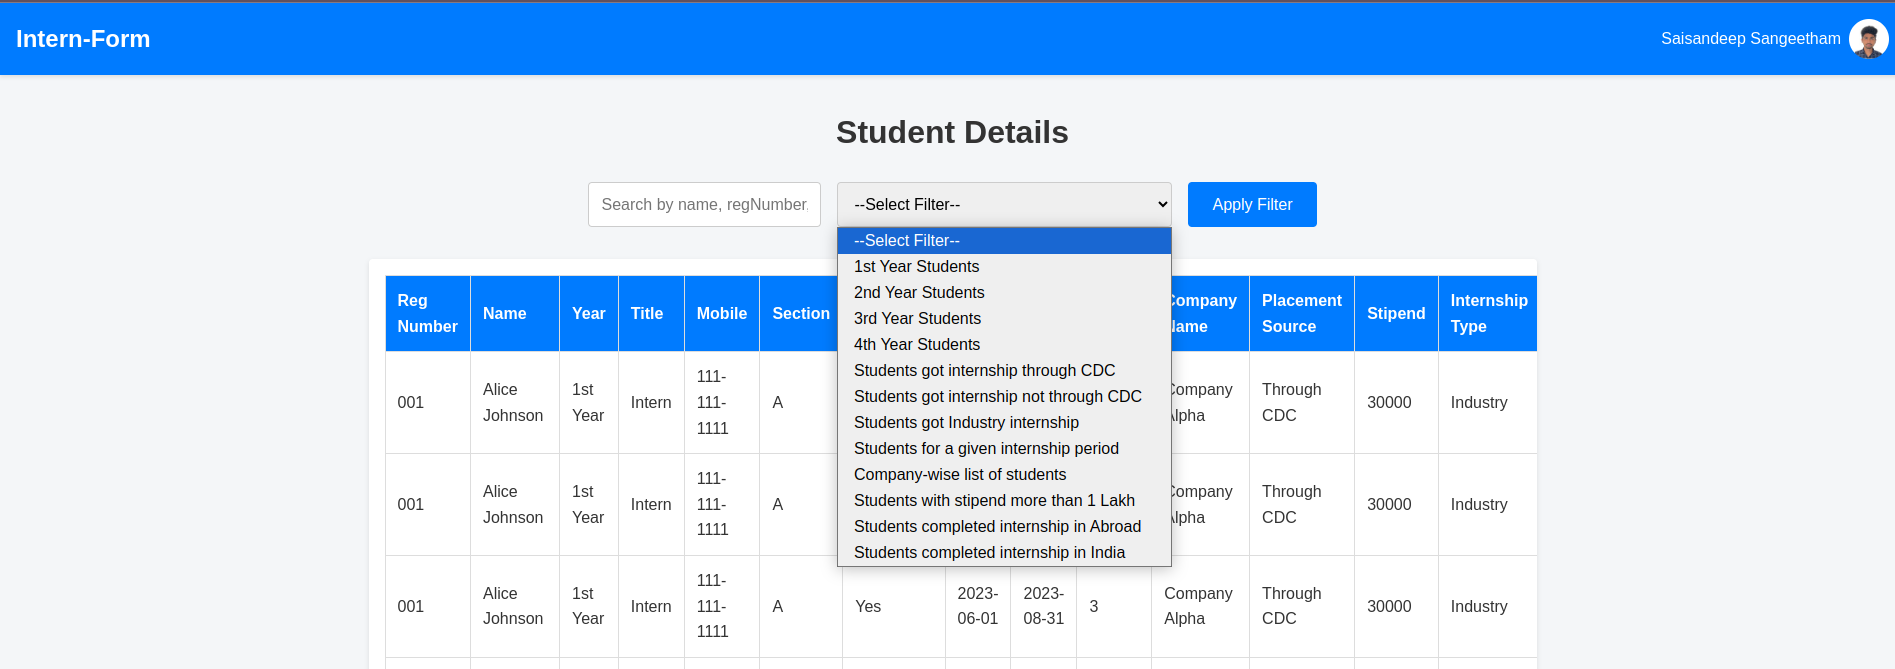 Intern-Form
Saisandeep Sangeetham
Student Details
Search by name, regNumber
--Select Filter--
Apply Filter
--Select Filter--
1st Year Students
2nd Year Students
3rd Year Students
4th Year Students
Students got internship through CDC
Students got internship not through CDC
Students got Industry internship
Students for a given internship period
Company-wise list of students
Students with stipend more than 1 Lakh
Students completed internship in Abroad
Students completed internship in India
Reg Number Name Year Title Mobile Section Company Name Placement Source Stipend Internship Type
001 Alice Johnson 1st Year Intern 111-111-1111 A Company Alpha Through CDC 30000 Industry
001 Alice Johnson 1st Year Intern 111-111-1111 A Company Alpha Through CDC 30000 Industry
001 Alice Johnson 1st Year Intern 111-111-1111 A Yes 2023-06-01 2023-08-31 3 Company Alpha Through CDC 30000 Industry